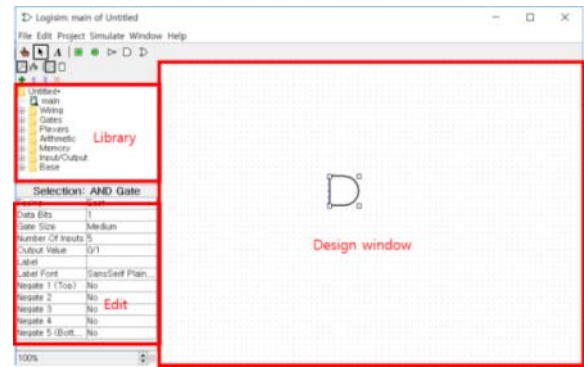 Logisim: main of Untitled
File Edit Project Simulate Window Help
A
Untitled*
main
Wiring
Gates
Plexers
Arithmetic
Memory
Input/Output
Base
Library
Selection: AND Gate
Facing East
Data Bits 1
Gate Size Medium
Number Of Inputs 5
Output Value 0/1
Label
Label Font SansSerif Plain...
Negate 1 (Top) No
Negate 2 No
Negate 3 No
Negate 4 No
Negate 5 (Bott... No
Edit
Design window
100%